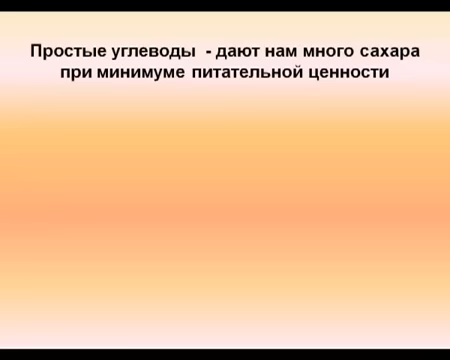 Простые углеводы - дают нам много сахара
при минимуме питательной ценности